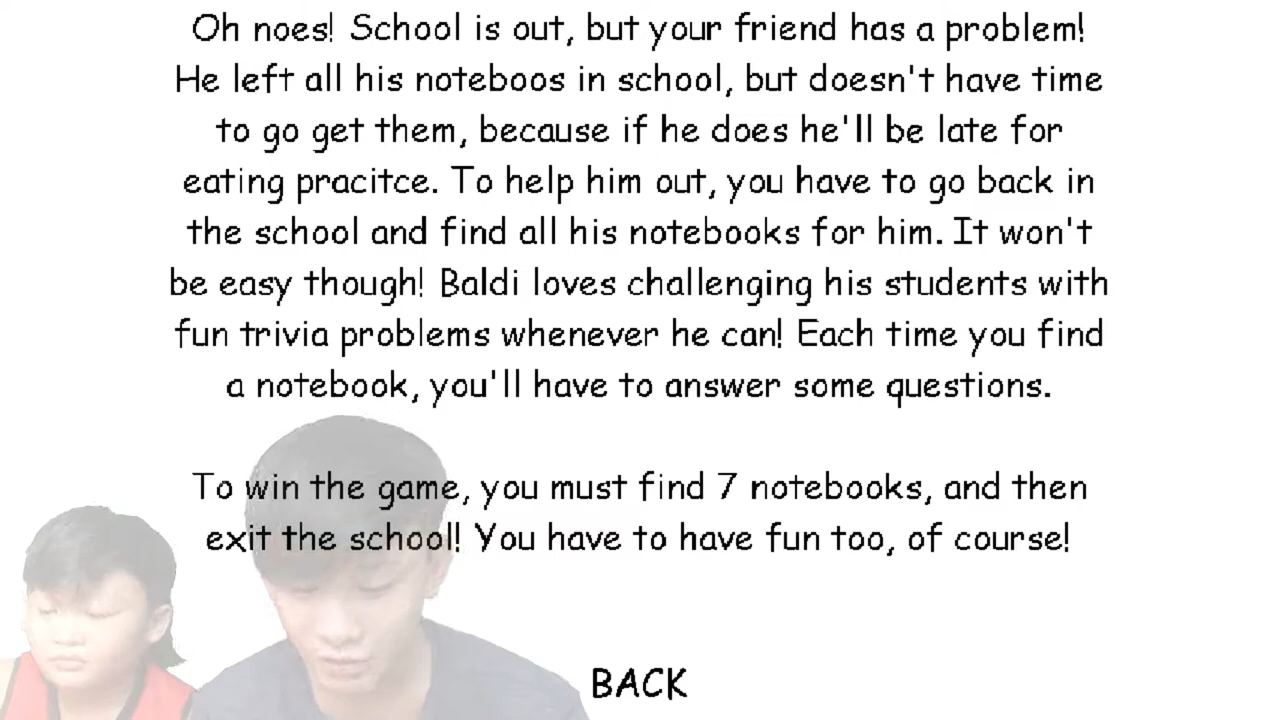 Oh noes! School is out, but your friend has a problem!
He left all his noteboos in school, but doesn't have time
to go get them, because if he does he'll be late for
eating pracitce. To help him out, you have to go back in
the school and find all his notebooks for him. It won't
be easy though! Baldi loves challenging his students with
fun trivia problems whenever he can! Each time you find
a notebook, you'll have to answer some questions.
To win the game, you must find 7 notebooks, and then
exit the school! You have to have fun too, of course!
BACK